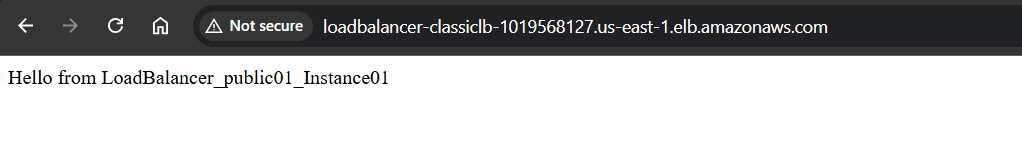 Not secure loadbalancer-classiclb-1019568127.us-east-1.elb.amazonaws.com
Hello from LoadBalancer_public01_Instance01